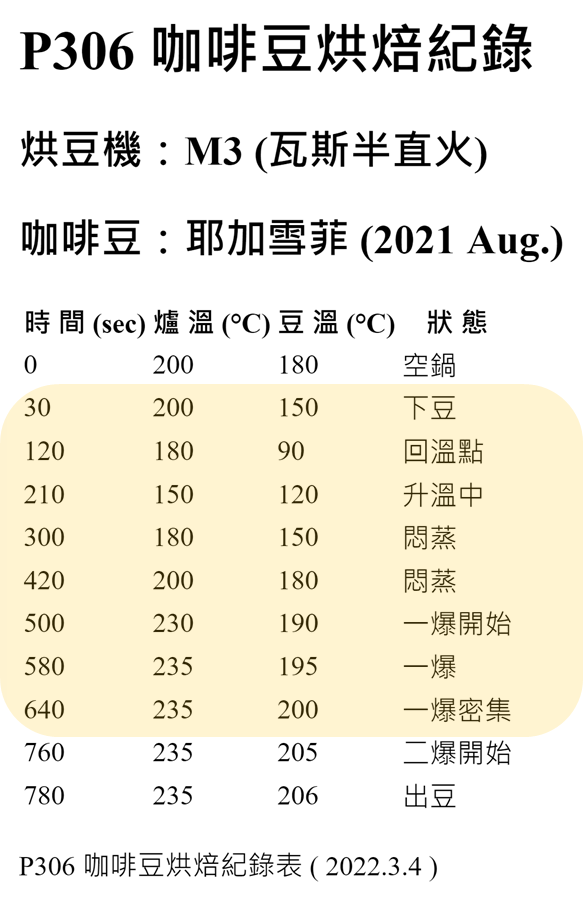 P306 咖啡豆烘焙紀錄
烘豆機：M3 (瓦斯半直火)
咖啡豆：耶加雪菲 (2021 Aug.)
時間(sec) 爐溫(°C) 豆溫(°C) 狀態
0 200 180 空鍋
30 200 150 下豆
120 180 90 回溫點
210 150 120 升溫中
300 180 150 悶蒸
420 200 180 悶蒸
500 230 190 一爆開始
580 235 195 一爆
640 235 200 一爆密集
760 235 205 二爆開始
780 235 206 出豆
P306 咖啡豆烘焙紀錄表 ( 2022.3.4 )